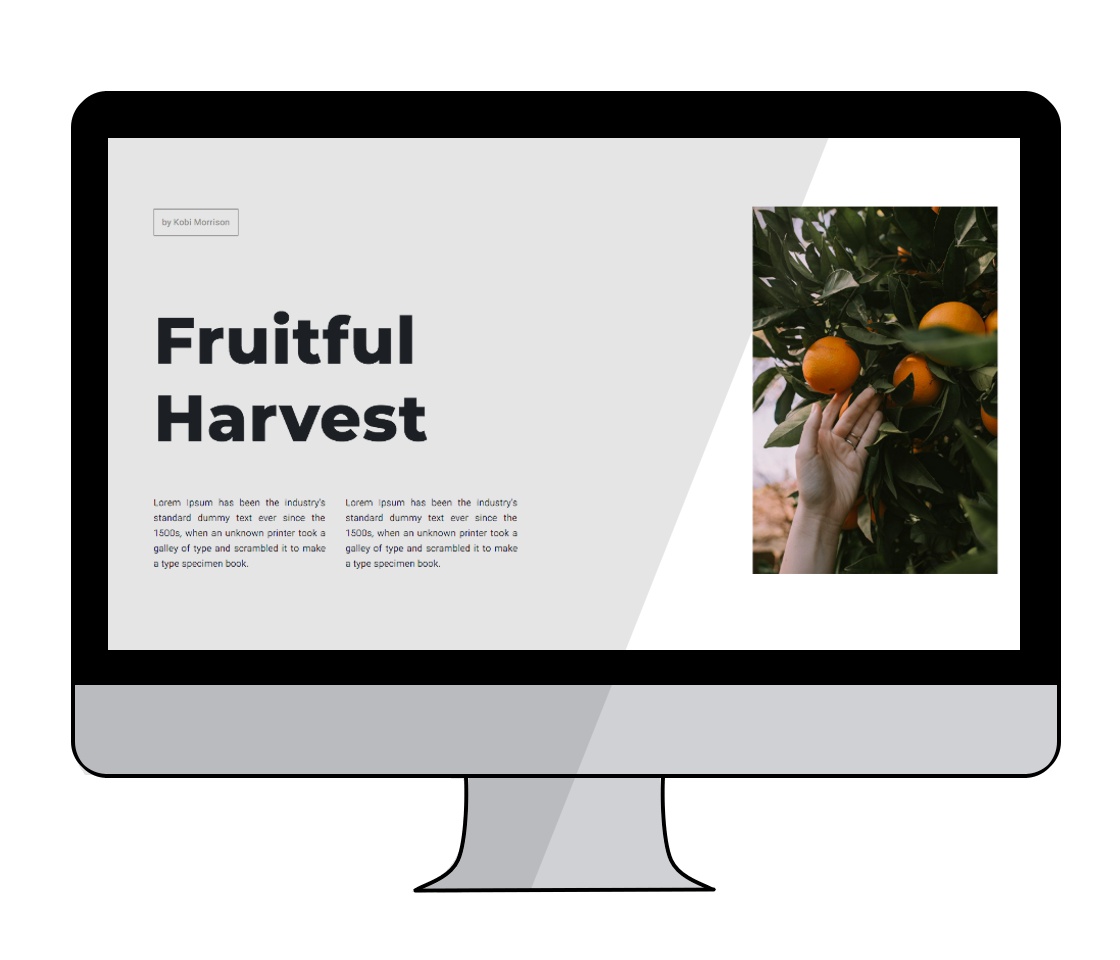 by Kobi Morrison
Fruitful
Harvest
Lorem Ipsum has been the industry's
standard dummy text ever since the
1500s, when an unknown printer took a
galley of type and scrambled it to make
a type specimen book.
Lorem Ipsum has been the industry's
standard dummy text ever since the
1500s, when an unknown printer took a
galley of type and scrambled it to make
a type specimen book.